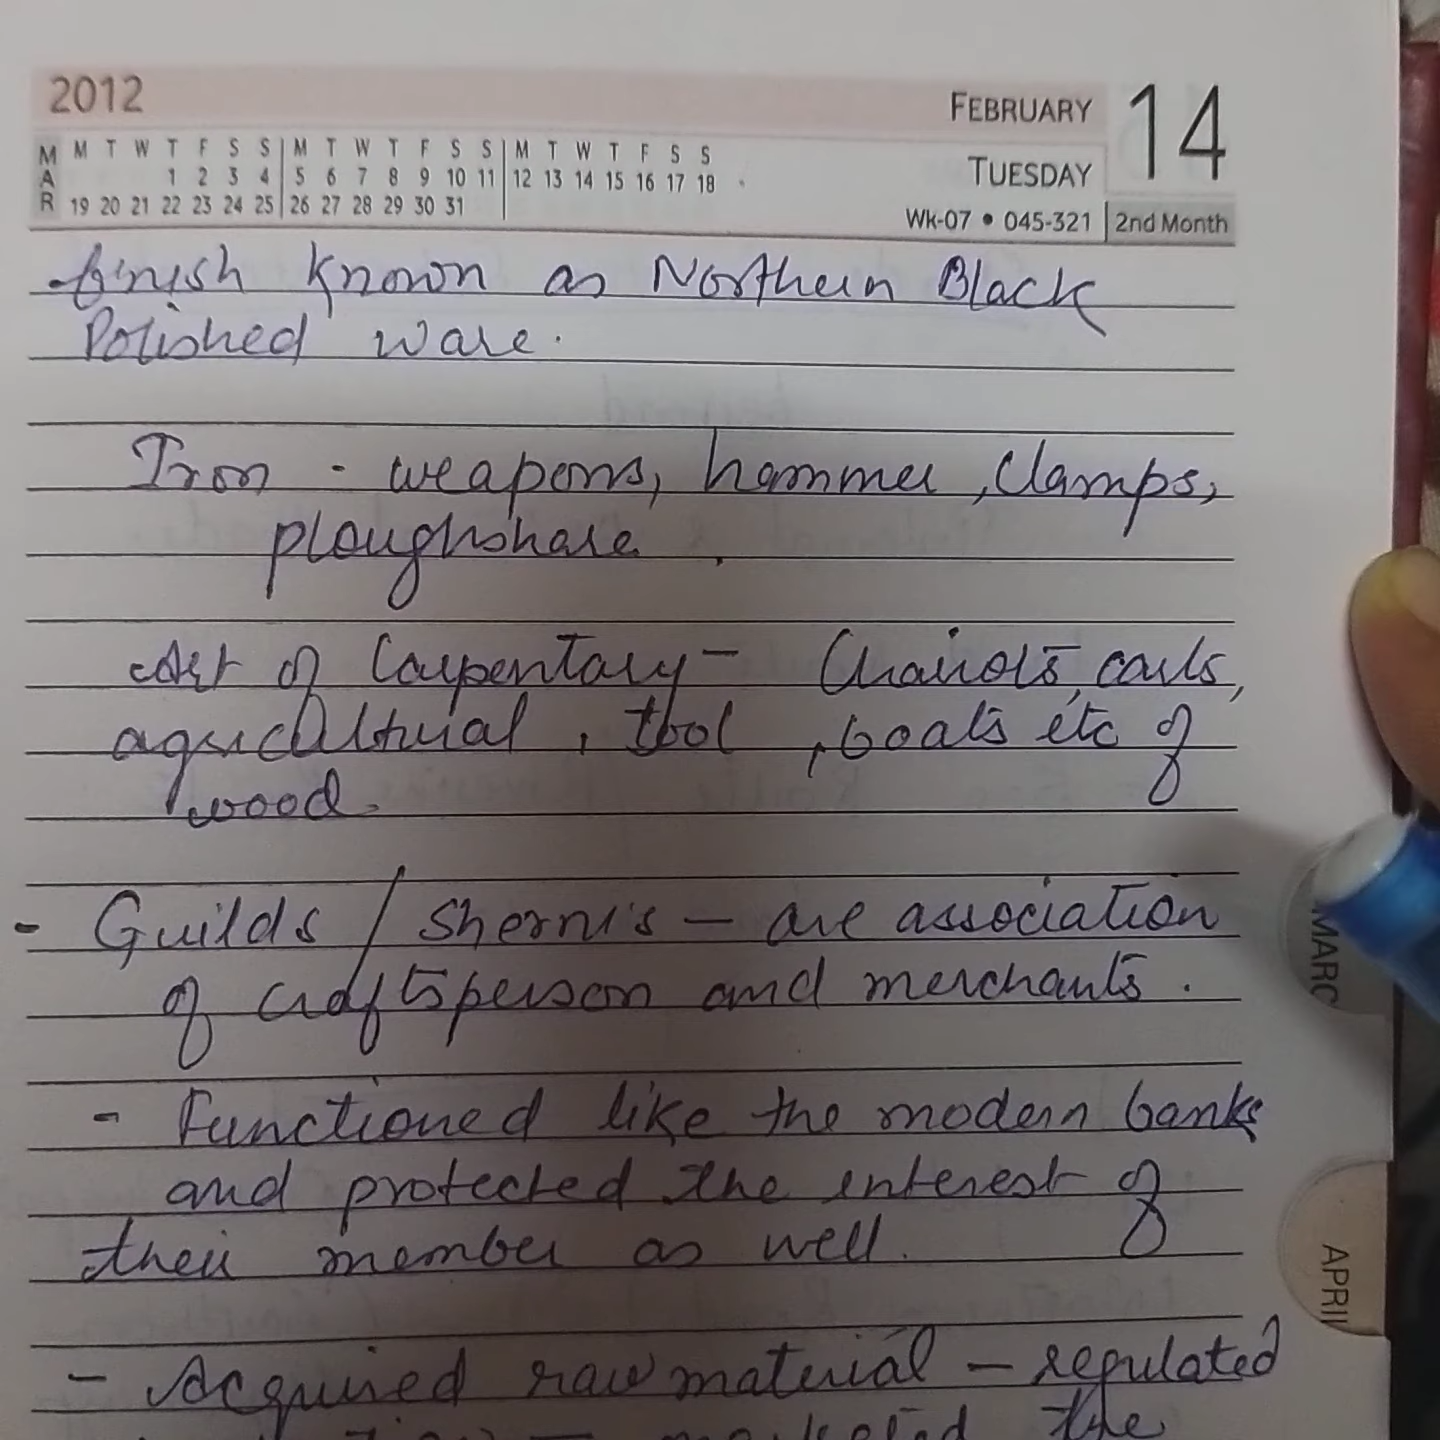 2012
FEBRUARY 14
TUESDAY
Wk-07 • 045-321 2nd Month
MAR
M T W T F S S M T W T F S S M T W T F S S
1 2 3 4 5 6 7 8 9 10 11 12 13 14 15 16 17 18
19 20 21 22 23 24 25 26 27 28 29 30 31
finish known as Northern Black
Polished ware.
Iron - weapons, hammer, clamps,
ploughshare.
Art of Carpentary - Chairots, carts,
agricultural, tool, boats etc of
wood.
- Guilds / Shernis - are association
of craftsperson and merchants.
- Functioned like the modern banks
and protected the interest of
their member as well.
- Acquired raw material - regulated
the
MARC
APRIL